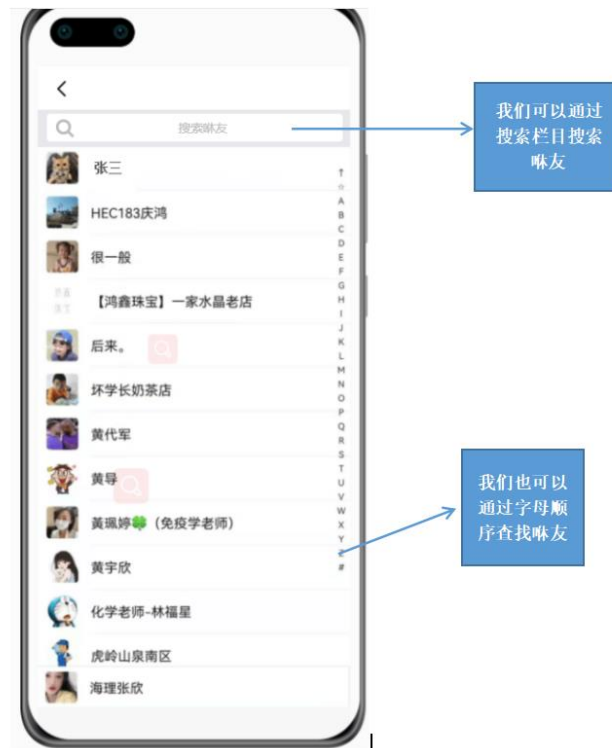 搜索咻友
张三
HEC183庆鸿
很一般
【鸿鑫珠宝】一家水晶老店
后来。
坏学长奶茶店
黄代军
黄导
黃珮婷🍀（免疫学老师）
黄宇欣
化学老师-林福星
虎岭山泉南区
海理张欣
↑
☆
A
B
C
D
E
F
G
H
I
J
K
L
M
N
O
P
Q
R
S
T
U
V
W
X
Y
Z
#
我们可以通过
搜索栏目搜索
咻友
我们也可以
通过字母顺
序查找咻友